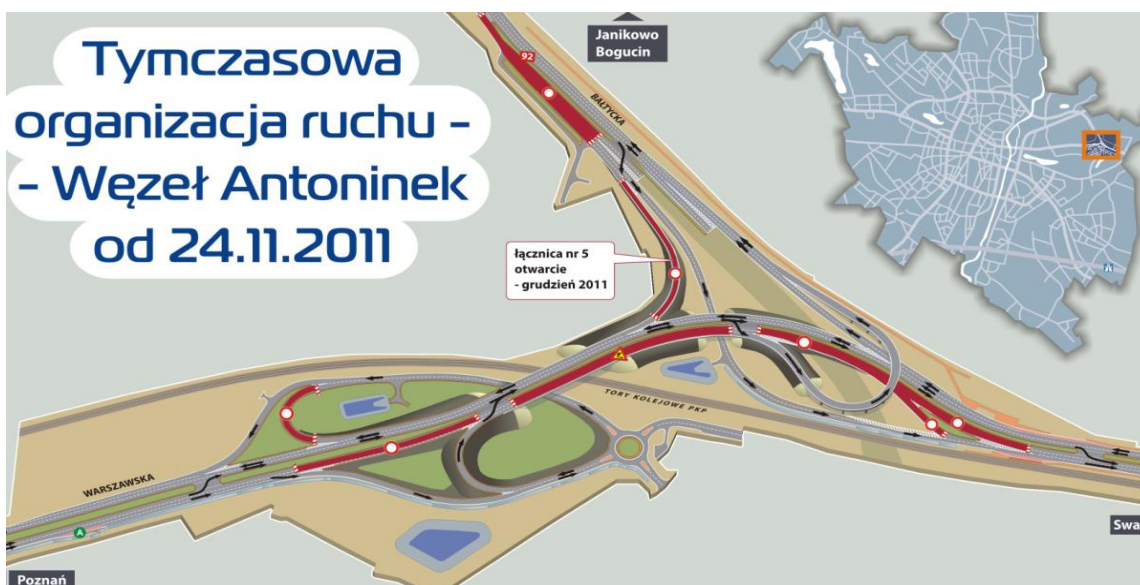 Tymczasowa
organizacja ruchu -
- Węzeł Antoninek
od 24.11.2011
Janikowo
Bogucin
92
BAŁTYCKA
łącznica nr 5
otwarcie
- grudzień 2011
TORY KOLEJOWE PKP
WARSZAWSKA
A
Swa
Poznań